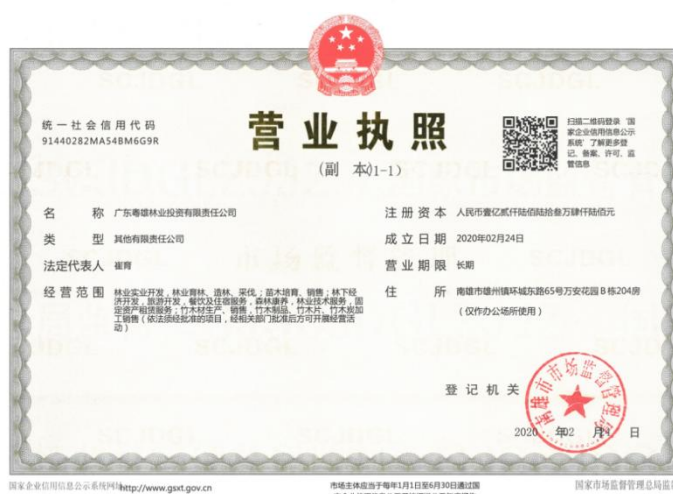 统一社会信用代码
91440282MA54BM6G9R
营业执照
(副 本)(1-1)
扫描二维码登录“国
家企业信用信息公示
系统”了解更多登
记、备案、许可、监
管信息
名 称 广东粤雄林业投资有限责任公司
类 型 其他有限责任公司
法定代表人 崔育
经营范围 林业实业开发，林业育林、造林、采伐；苗木培育、销售；林下经
济开发，旅游开发，餐饮及住宿服务，森林康养，林业技术服务，固
定资产租赁服务；竹木材生产、销售，竹木制品、竹木片、竹木炭加
工销售（依法须经批准的项目，经相关部门批准后方可开展经营活
动）
注册资本 人民币壹亿贰仟陆佰陆拾叁万肆仟陆佰元
成立日期 2020年02月24日
营业期限 长期
住 所 南雄市雄州镇环城东路65号万安花园B栋204房
（仅作办公场所使用）
登记机关
南雄市市场监督管理局
2020 年02 月24 日
国家企业信用信息公示系统网址http://www.gsxt.gov.cn
市场主体应当于每年1月1日至6月30日通过国
国家市场监督管理总局监制